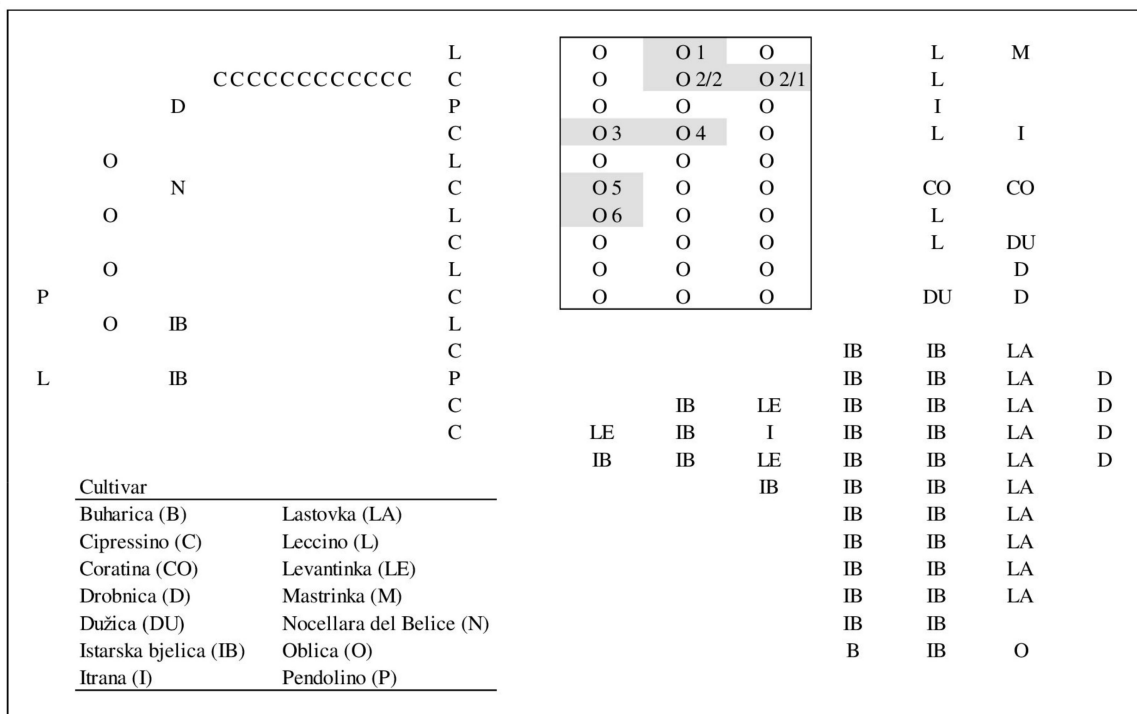 L O O 1 O L M
CCCCCCCCCCCC C O O 2/2 O 2/1 L
D P O O O I
C O 3 O 4 O L I
O L O O O
N C O 5 O O CO CO
O L O 6 O O L
C O O O L DU
O L O O O D
P C O O O DU D
O IB L
C IB IB LA
L IB P IB IB LA D
C IB LE IB IB LA D
C LE IB I IB IB LA D
IB IB LE IB IB LA D
Cultivar IB IB IB LA
Buharica (B) Lastovka (LA) IB IB LA
Cipressino (C) Leccino (L) IB IB LA
Coratina (CO) Levantinka (LE) IB IB LA
Drobnica (D) Mastrinka (M) IB IB LA
Dužica (DU) Nocellara del Belice (N) IB IB
Istarska bjelica (IB) Oblica (O) B IB O
Itrana (I) Pendolino (P)